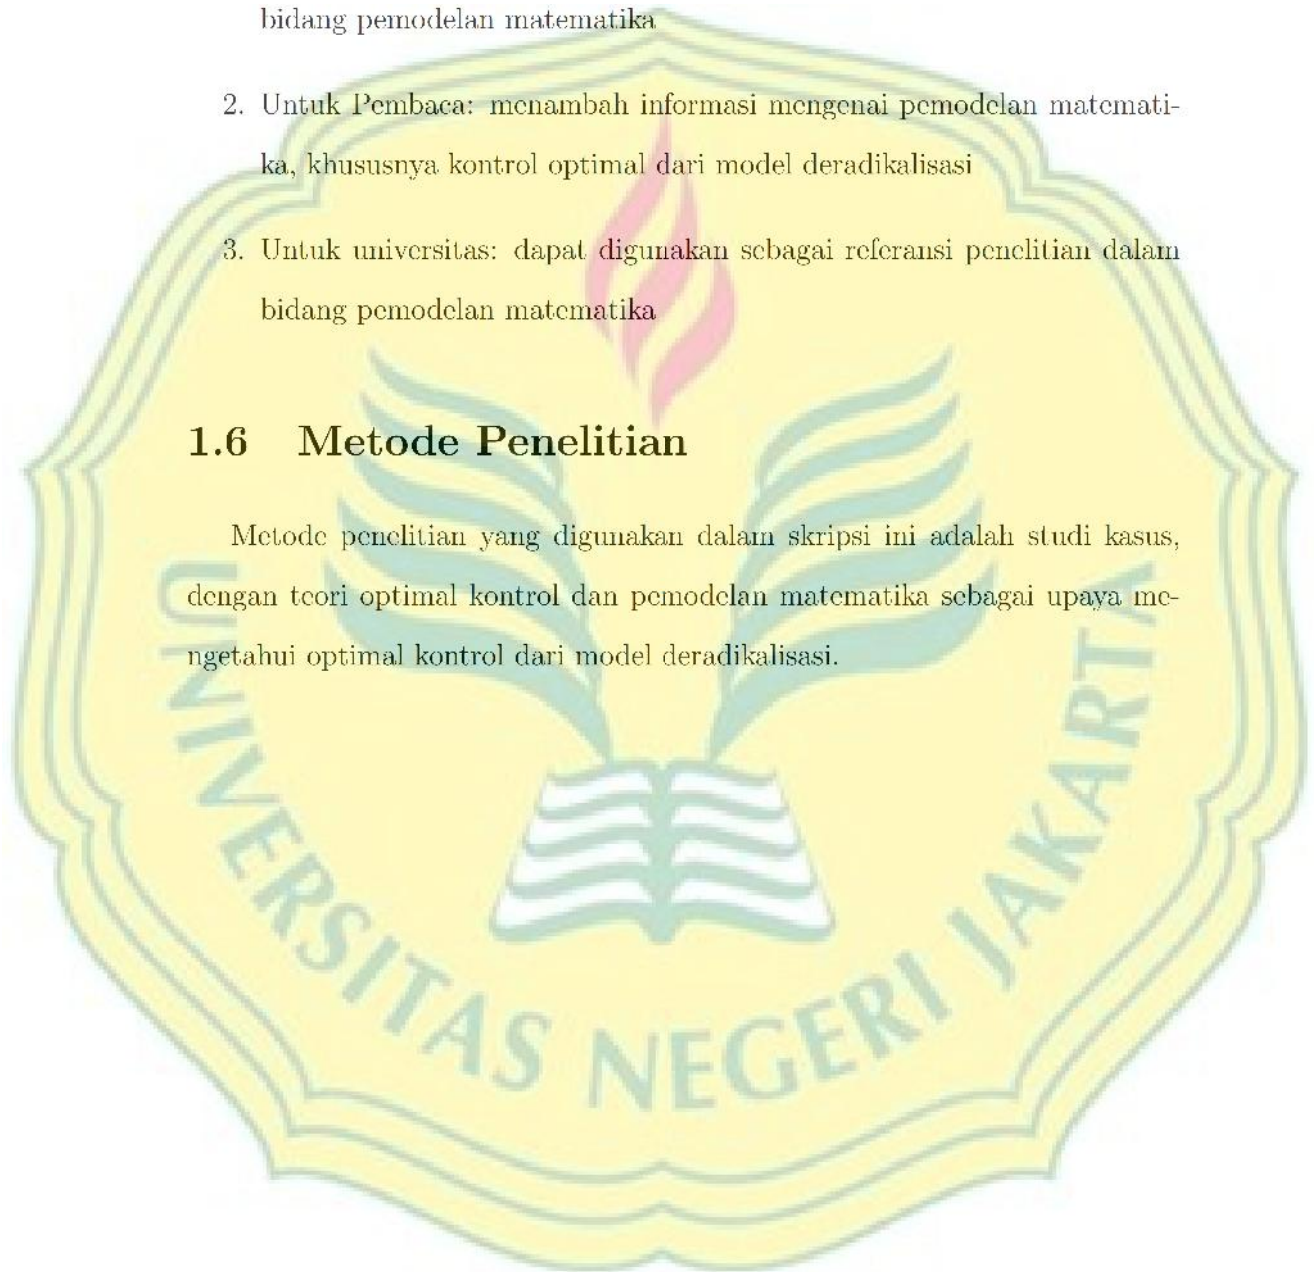 bidang pemodelan matematika
2. Untuk Pembaca: menambah informasi mengenai pemodelan matemati-
ka, khususnya kontrol optimal dari model deradikalisasi
3. Untuk universitas: dapat digunakan sebagai referansi penelitian dalam
bidang pemodelan matematika
1.6 Metode Penelitian
Metode penelitian yang digunakan dalam skripsi ini adalah studi kasus,
dengan teori optimal kontrol dan pemodelan matematika sebagai upaya me-
ngetahui optimal kontrol dari model deradikalisasi.
UNIVERSITAS NEGERI JAKARTA